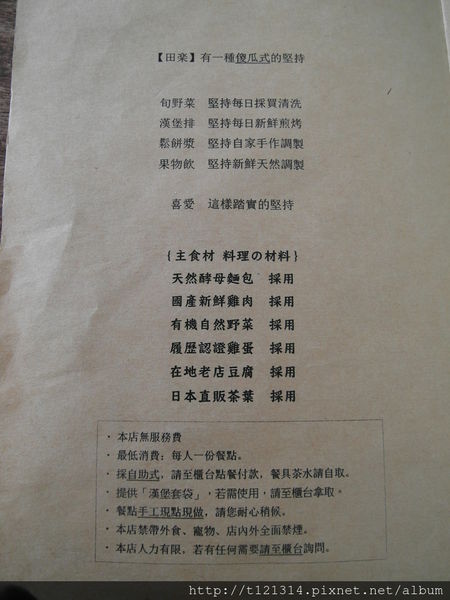 【田楽】有一種傻瓜式的堅持
旬野菜 堅持每日採買清洗
漢堡排 堅持每日新鮮煎烤
鬆餅漿 堅持自家手作調製
果物飲 堅持新鮮天然調製
喜愛 這樣踏實的堅持
{主食材 料理の材料}
天然酵母麵包 採用
國產新鮮雞肉 採用
有機自然野菜 採用
履歷認證雞蛋 採用
在地老店豆腐 採用
日本直販茶葉 採用
· 本店無服務費
· 最低消費：每人一份餐點。
· 採自助式，請至櫃台點餐付款，餐具茶水請自取。
· 提供「漢堡套袋」，若需使用，請至櫃台拿取。
· 餐點手工現點現做，請您耐心稍候。
· 本店禁帶外食、寵物、店內外全面禁煙。
· 本店人力有限，若有任何需要請至櫃台詢問。
http://t121314.pixnet.net/album